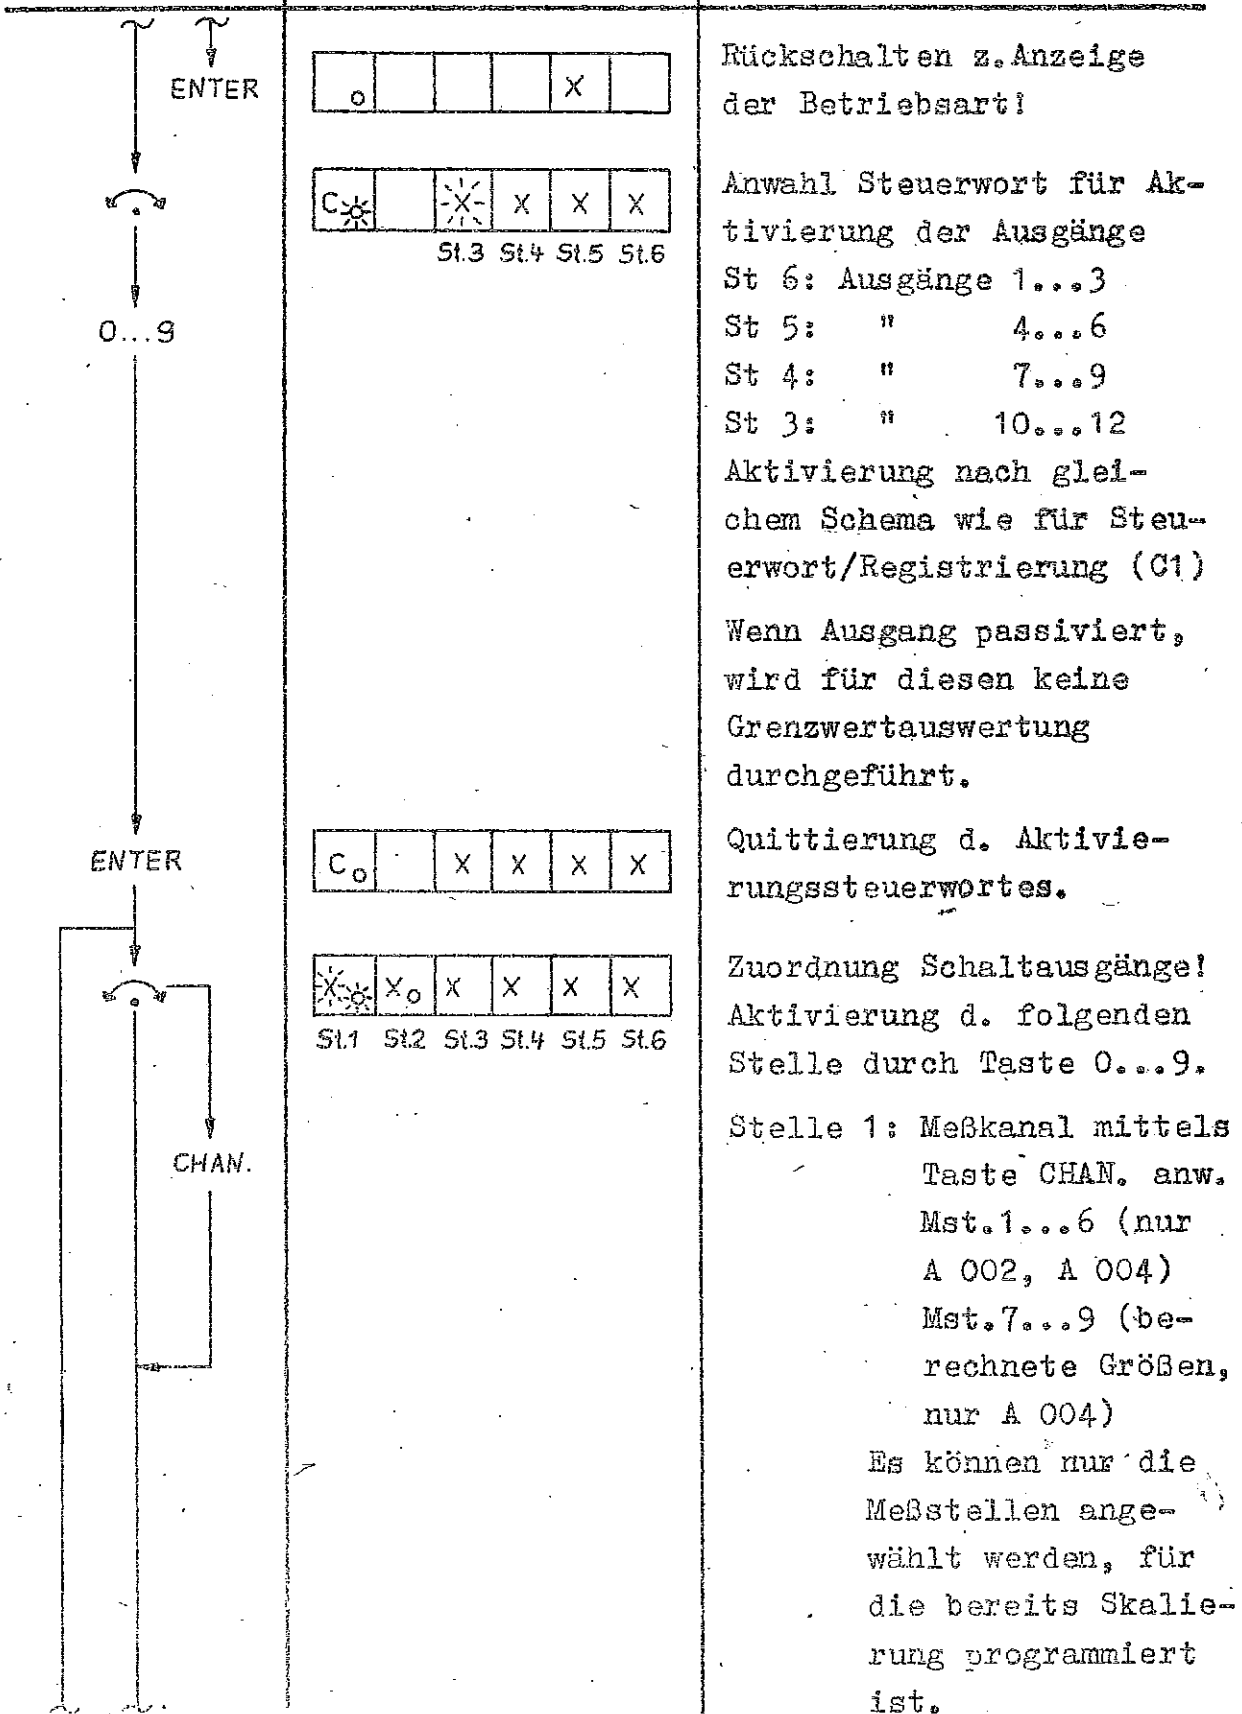 ENTER
o X
Rückschalten z.Anzeige
der Betriebsart!
C X X X X
St.3 St.4 St.5 St.6
Anwahl Steuerwort für Ak-
tivierung der Ausgänge
St 6: Ausgänge 1...3
0...9
St 5: " 4...6
St 4: " 7...9
St 3: " 10...12
Aktivierung nach glei-
chem Schema wie für Steu-
erwort/Registrierung (C1)
Wenn Ausgang passiviert,
wird für diesen keine
Grenzwertauswertung
durchgeführt.
ENTER
C o X X X X
Quittierung d. Aktivie-
rungssteuerwortes.
X X o X X X X
St.1 St.2 St.3 St.4 St.5 St.6
Zuordnung Schaltausgänge!
Aktivierung d. folgenden
Stelle durch Taste 0...9.
CHAN.
Stelle 1: Meßkanal mittels
Taste CHAN. anw.
Mst.1...6 (nur
A 002, A 004)
Mst.7...9 (be-
rechnete Größen,
nur A 004)
Es können nur die
Meßstellen ange-
wählt werden, für
die bereits Skalie-
rung programmiert
ist.